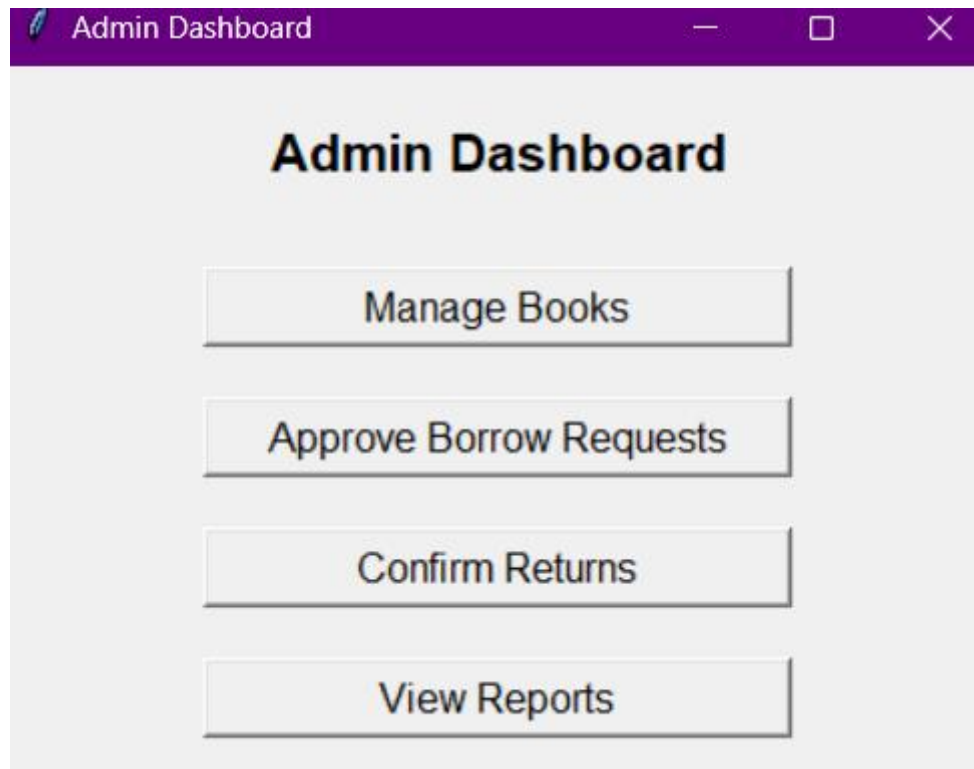 Admin Dashboard
Admin Dashboard
Manage Books
Approve Borrow Requests
Confirm Returns
View Reports